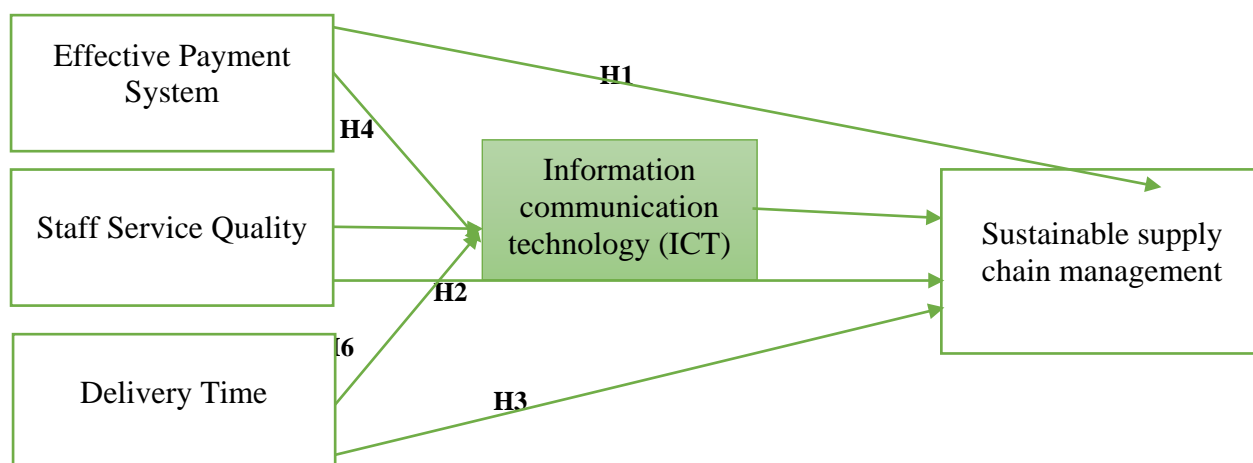 Effective Payment
System
H1
H4
Information
communication
technology (ICT)
Staff Service Quality
Sustainable supply
chain management
H2
Delivery Time
H3